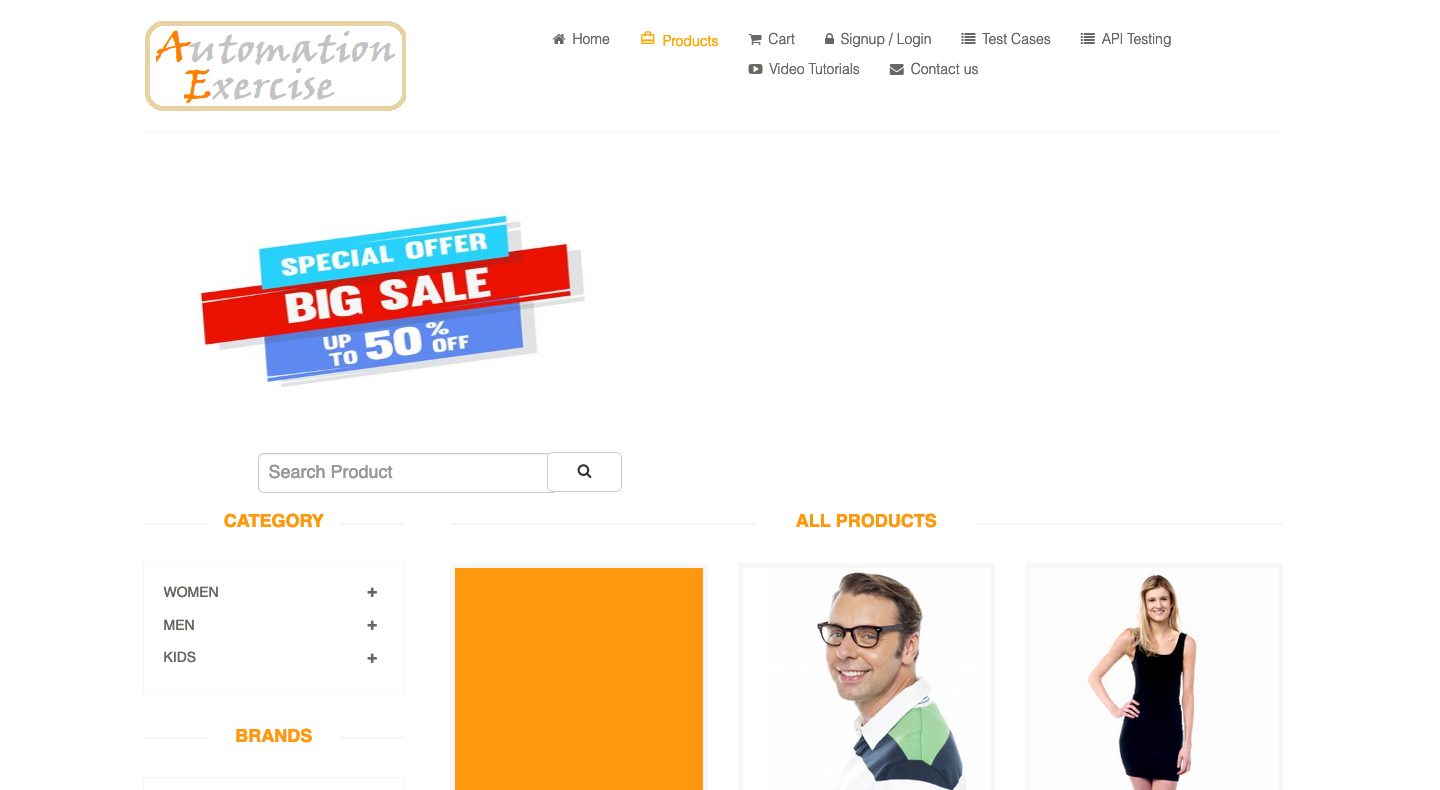 Automation
Exercise
Home
Products
Cart
Signup / Login
Test Cases
API Testing
Video Tutorials
Contact us
SPECIAL OFFER
BIG SALE
UP TO 50% OFF
Search Product
CATEGORY
ALL PRODUCTS
WOMEN
MEN
KIDS
BRANDS